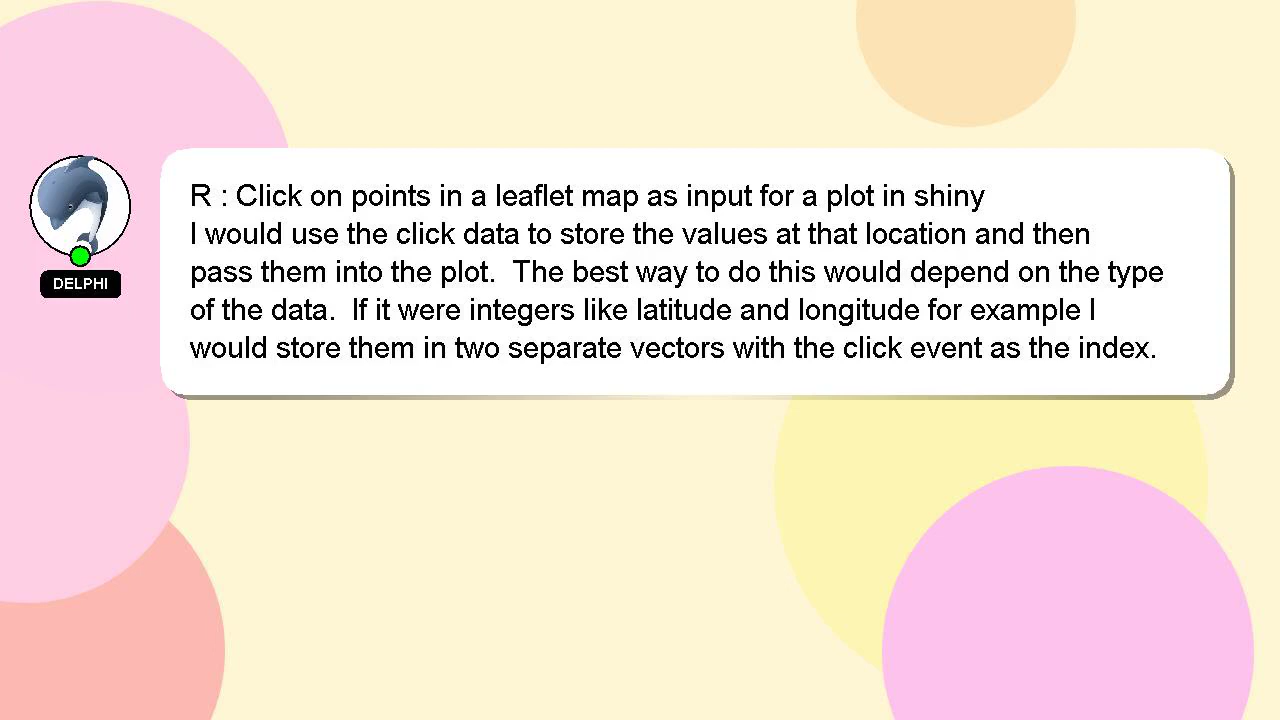 R : Click on points in a leaflet map as input for a plot in shiny
I would use the click data to store the values at that location and then
pass them into the plot.  The best way to do this would depend on the type
of the data.  If it were integers like latitude and longitude for example I
would store them in two separate vectors with the click event as the index.
DELPHI